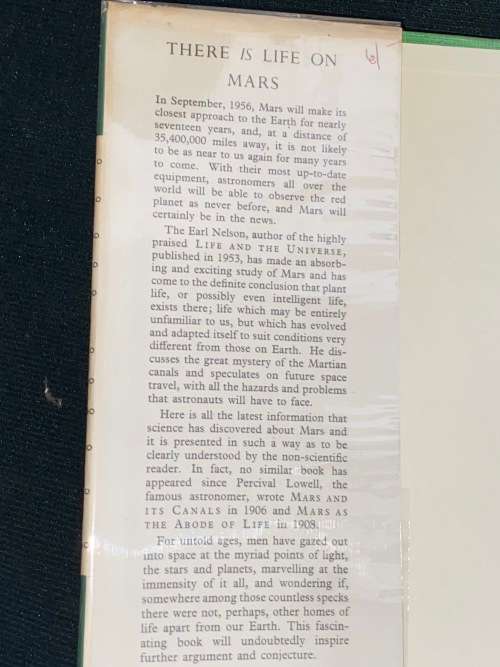 THERE IS LIFE ON
MARS
6/
In September, 1956, Mars will make its
closest approach to the Earth for nearly
seventeen years, and, at a distance of
35,400,000 miles away, it is not likely
to be as near to us again for many years
to come. With their most up-to-date
equipment, astronomers all over the
world will be able to observe the red
planet as never before, and Mars will
certainly be in the news.
The Earl Nelson, author of the highly
praised LIFE AND THE UNIVERSE,
published in 1953, has made an absorb-
ing and exciting study of Mars and has
come to the definite conclusion that plant
life, or possibly even intelligent life,
exists there; life which may be entirely
unfamiliar to us, but which has evolved
and adapted itself to suit conditions very
different from those on Earth. He dis-
cusses the great mystery of the Martian
canals and speculates on future space
travel, with all the hazards and problems
that astronauts will have to face.
Here is all the latest information that
science has discovered about Mars and
it is presented in such a way as to be
clearly understood by the non-scientific
reader. In fact, no similar book has
appeared since Percival Lowell, the
famous astronomer, wrote MARS AND
ITS CANALS in 1906 and MARS AS
THE ABODE OF LIFE in 1908.
For untold ages, men have gazed out
into space at the myriad points of light,
the stars and planets, marvelling at the
immensity of it all, and wondering if,
somewhere among those countless specks
there were not, perhaps, other homes of
life apart from our Earth. This fascin-
ating book will undoubtedly inspire
further argument and conjecture.